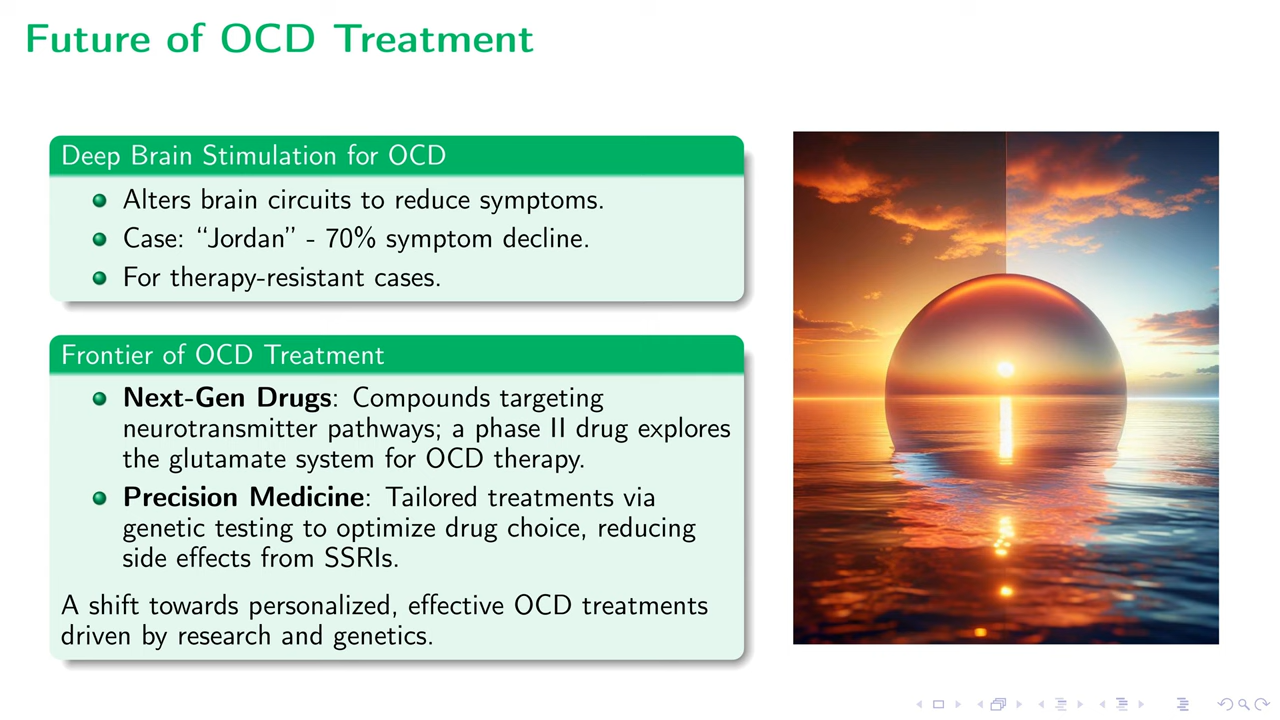 Future of OCD Treatment
Deep Brain Stimulation for OCD
Alters brain circuits to reduce symptoms.
Case: “Jordan” - 70% symptom decline.
For therapy-resistant cases.
Frontier of OCD Treatment
Next-Gen Drugs: Compounds targeting
neurotransmitter pathways; a phase II drug explores
the glutamate system for OCD therapy.
Precision Medicine: Tailored treatments via
genetic testing to optimize drug choice, reducing
side effects from SSRIs.
A shift towards personalized, effective OCD treatments
driven by research and genetics.